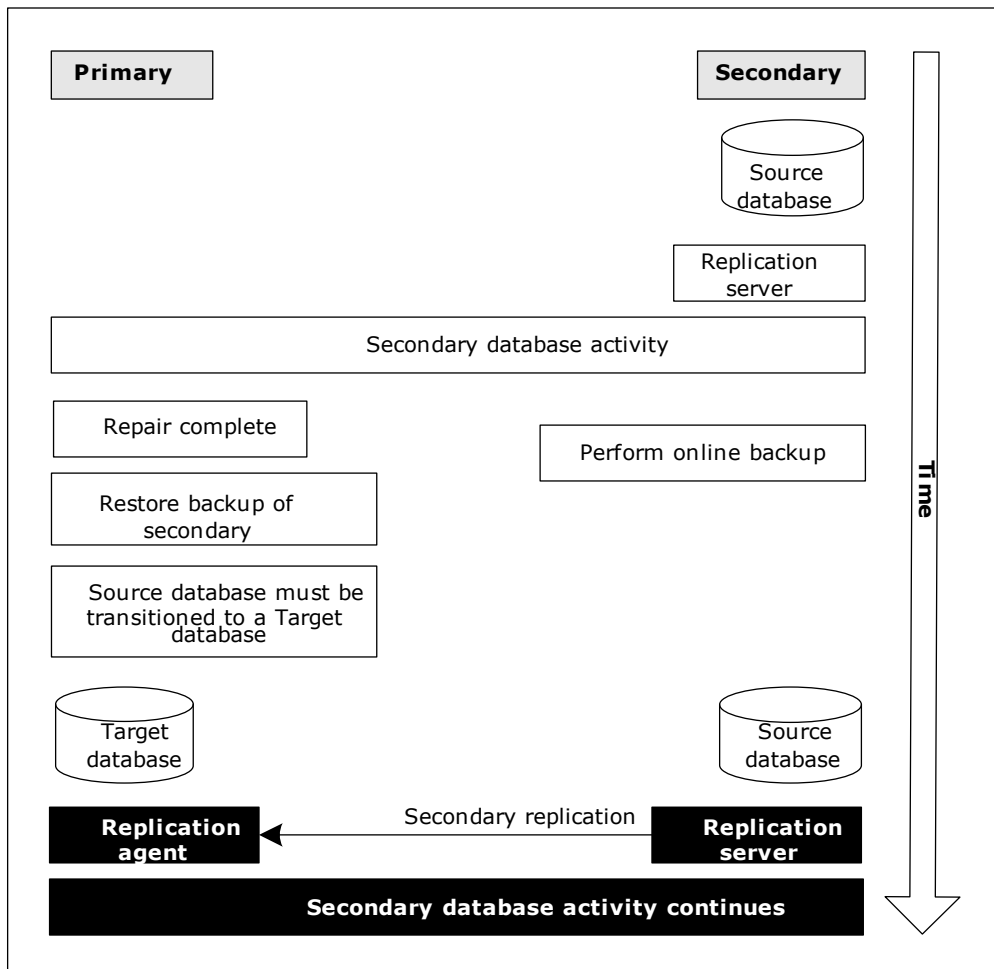 Primary
Secondary
Source
database
Replication
server
Secondary database activity
Repair complete
Perform online backup
Restore backup of
secondary
Source database must be
transitioned to a Target
database
Time
Target
database
Source
database
Replication
agent
Secondary replication
Replication
server
Secondary database activity continues